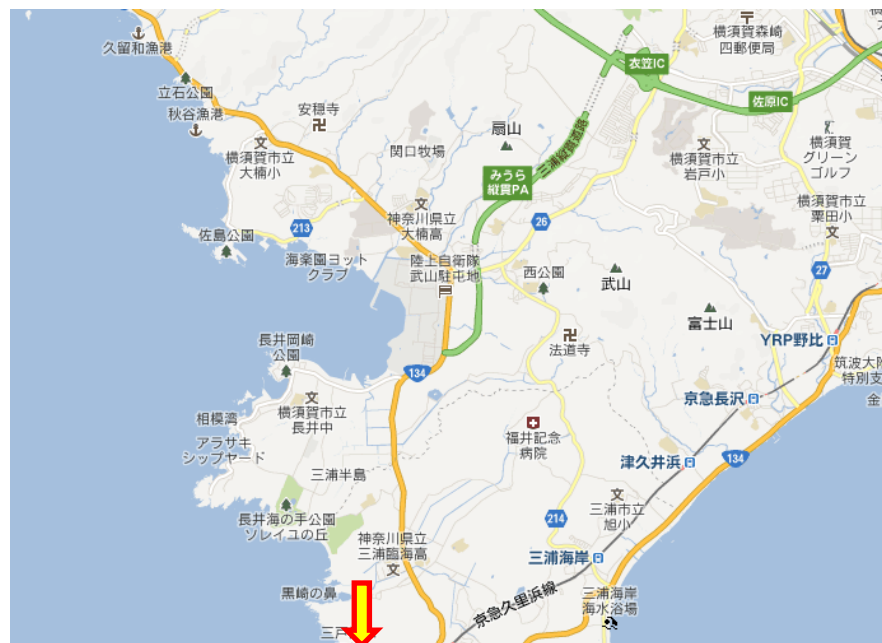 久留和漁港
横須賀森崎
四郵便局
衣笠IC
立石公園
佐原IC
秋谷漁港
安穏寺
扇山
三浦縦貫道路
横須賀
グリーン
ゴルフ
関口牧場
横須賀市立
大楠小
横須賀市立
岩戸小
みうら
縦貫PA
横須賀市立
栗田小
神奈川県立
大楠高
213
26
佐島公園
海楽園ヨット
クラブ
陸上自衛隊
武山駐屯地
西公園
武山
27
富士山
長井岡崎
公園
法道寺
YRP野比
134
筑波大
特別支
京急長沢
金
横須賀市立
長井中
相模湾
アラサキ
シップヤード
福井記念
病院
津久井浜
134
三浦半島
三浦市立
旭小
長井海の手公園
ソレイユの丘
214
神奈川県立
三浦臨海高
三浦海岸
黒崎の鼻
京急久里浜線
三浦海岸
海水浴場
三戸